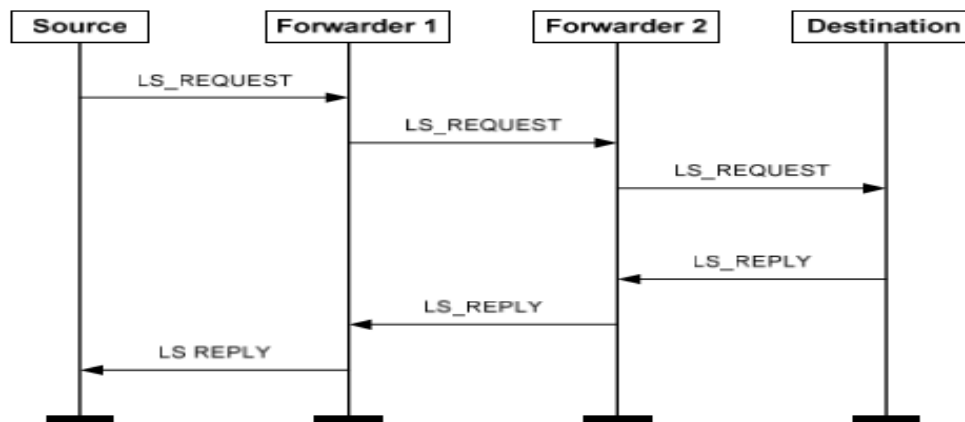 Source
Forwarder 1
Forwarder 2
Destination
LS_REQUEST
LS_REQUEST
LS_REQUEST
LS_REPLY
LS_REPLY
LS REPLY